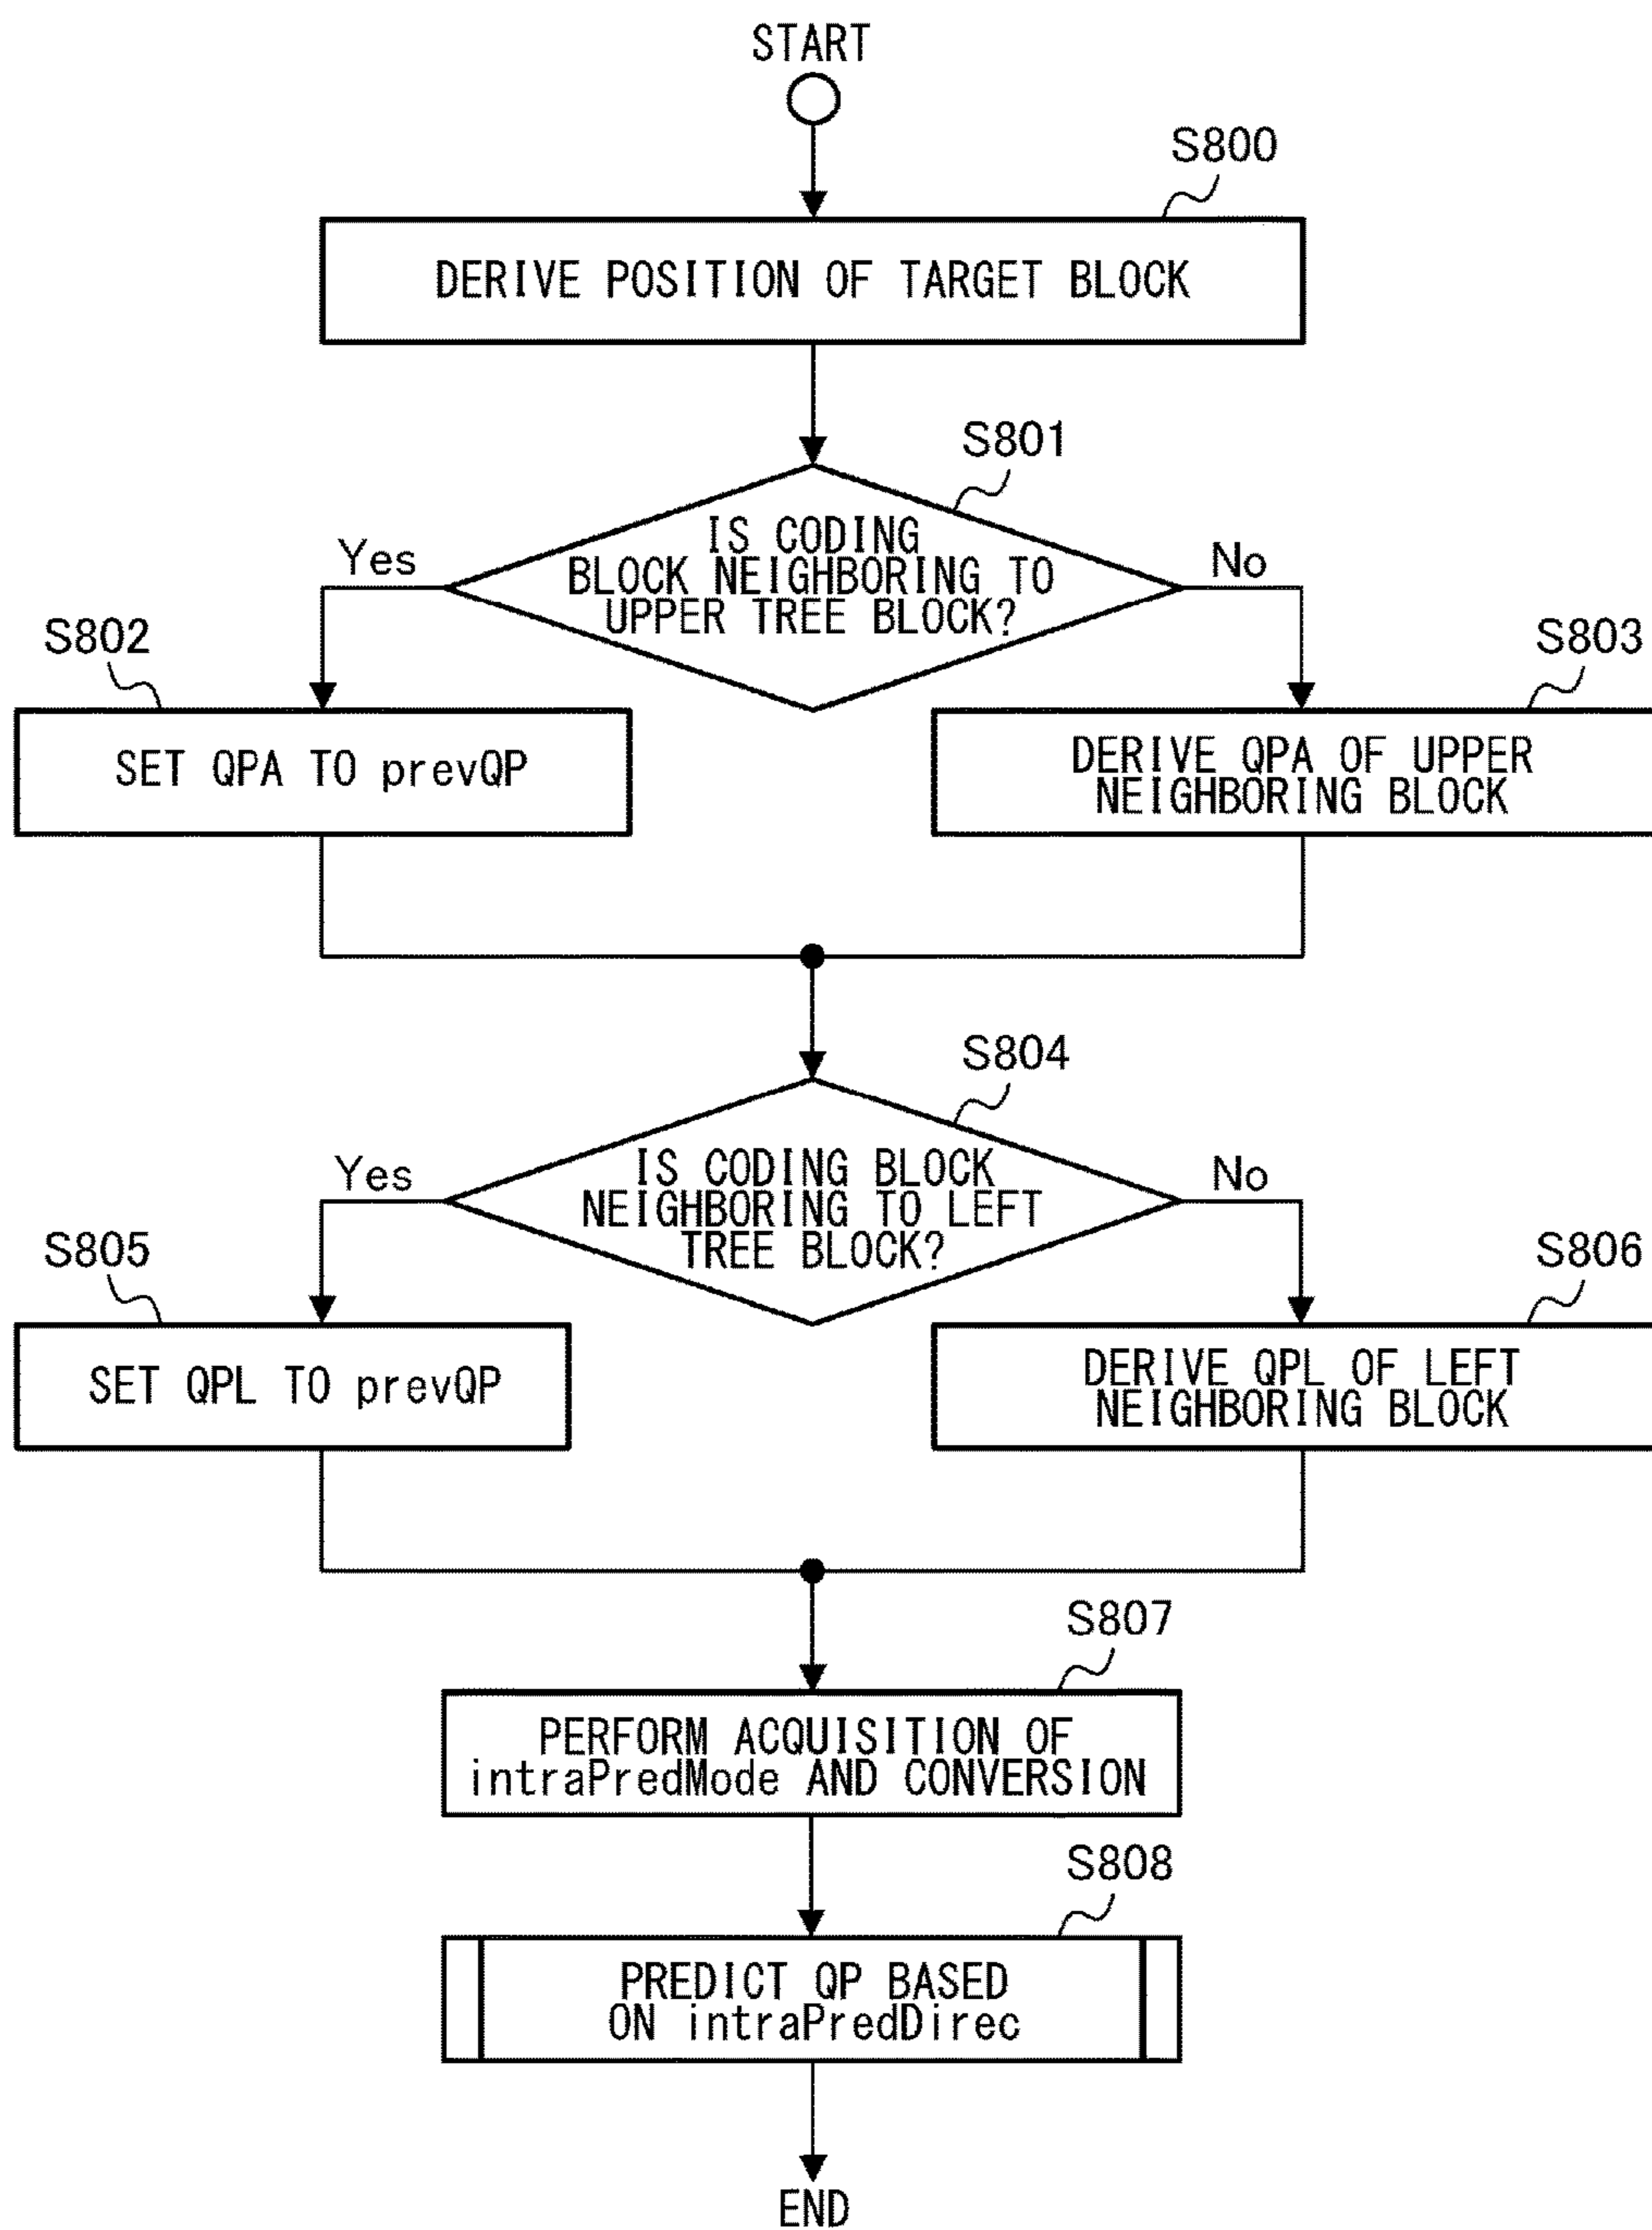 START
S800
DERIVE POSITION OF TARGET BLOCK
S801
IS CODING
BLOCK NEIGHBORING TO
UPPER TREE BLOCK?
Yes
No
S802
S803
SET QPA TO prevQP
DERIVE QPA OF UPPER
NEIGHBORING BLOCK
S804
IS CODING BLOCK
NEIGHBORING TO LEFT
TREE BLOCK?
Yes
No
S805
S806
SET QPL TO prevQP
DERIVE QPL OF LEFT
NEIGHBORING BLOCK
S807
PERFORM ACQUISITION OF
intraPredMode AND CONVERSION
S808
PREDICT QP BASED
ON intraPredDirec
END